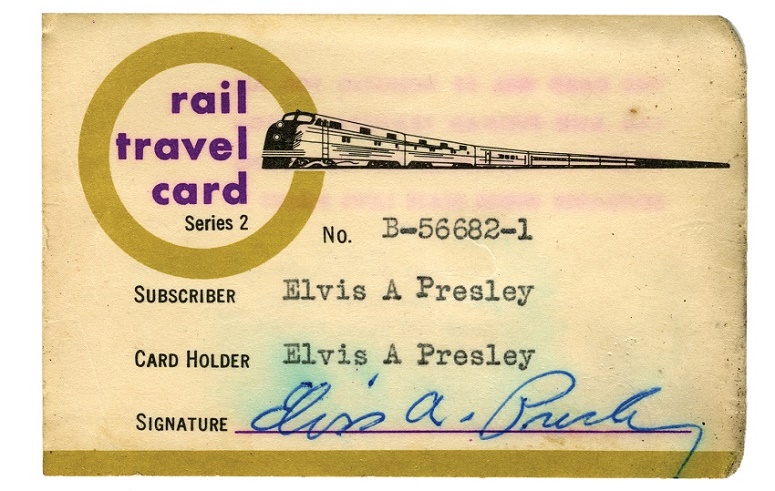 rail
travel
card
Series 2
No. B-56682-1
SUBSCRIBER Elvis A Presley
CARD HOLDER Elvis A Presley
SIGNATURE Elvis A. Presley